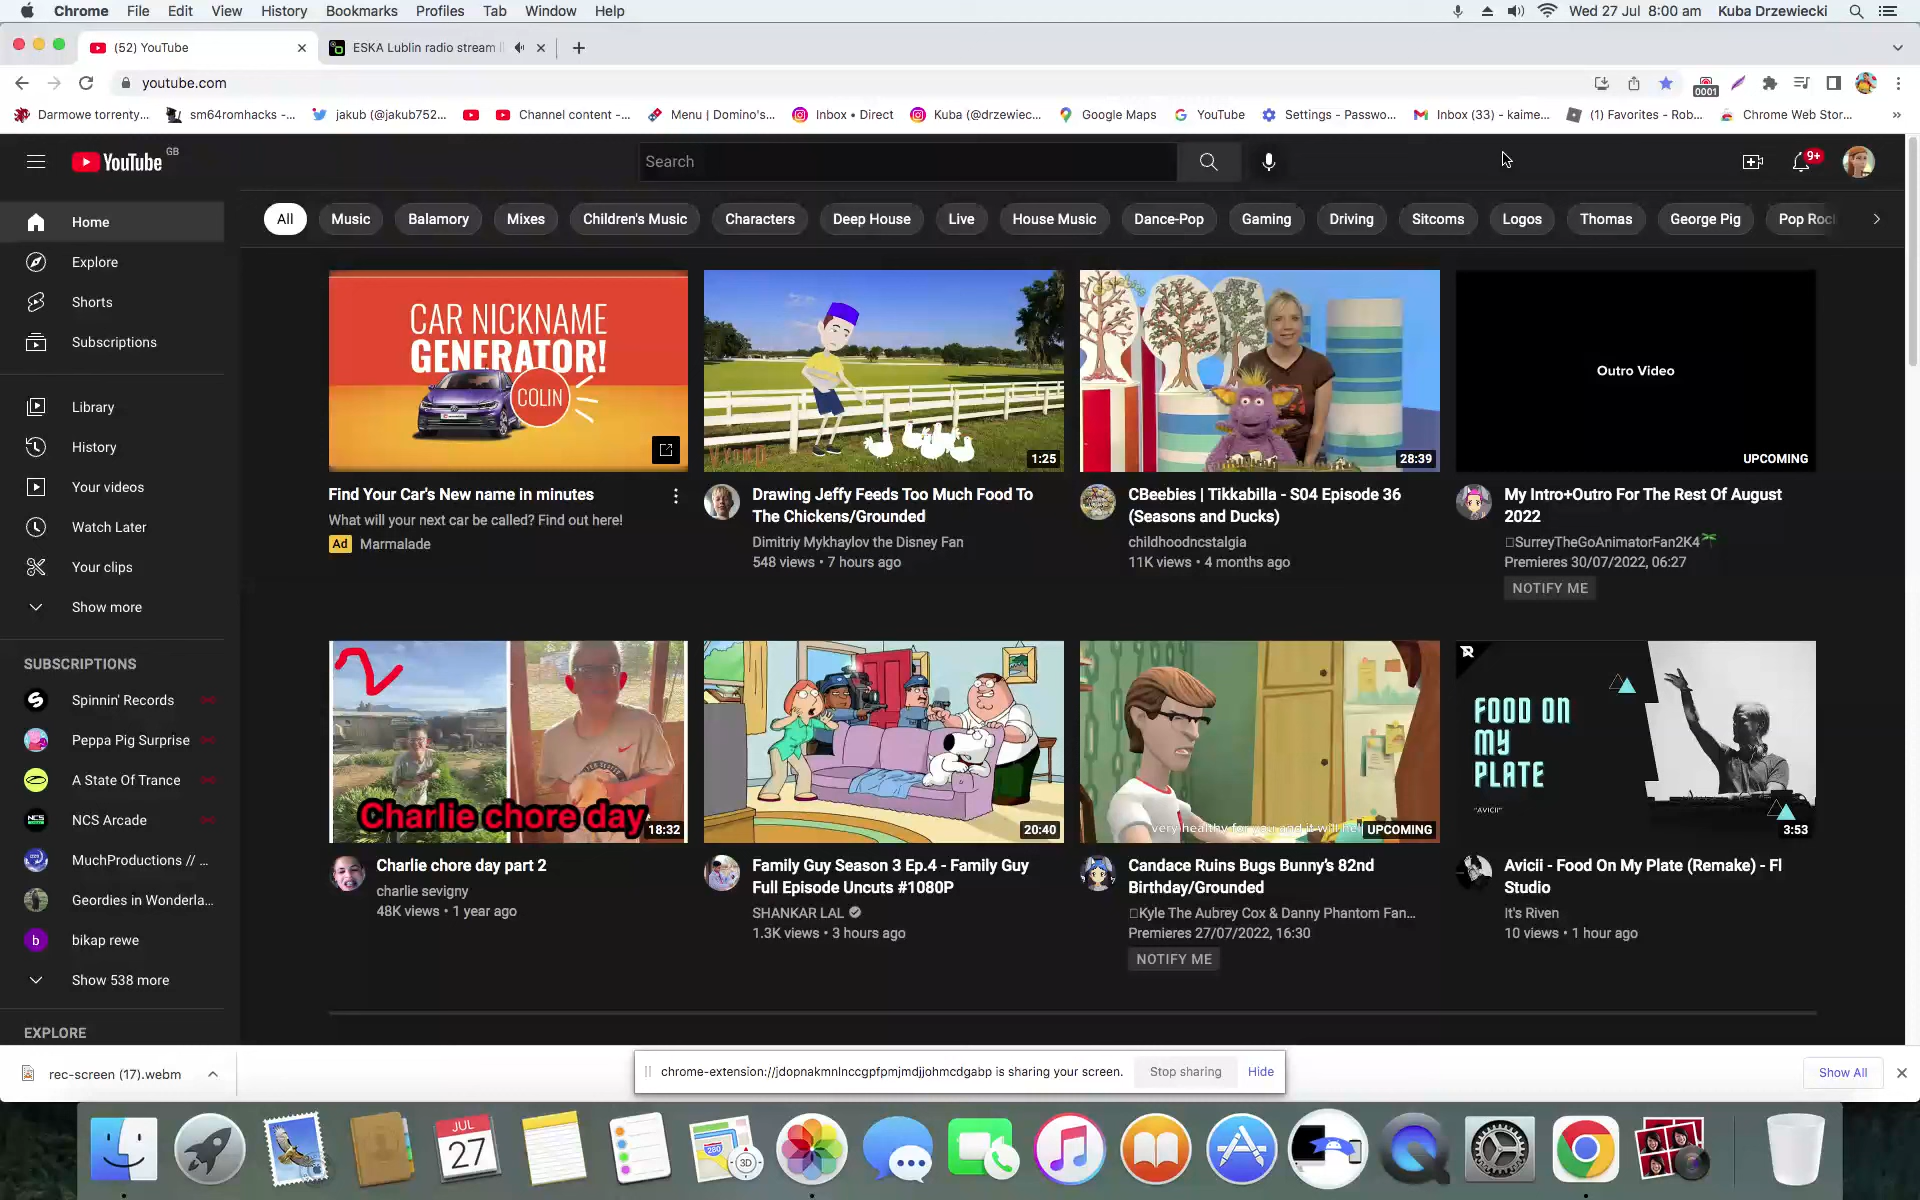 Chrome File Edit View History Bookmarks Profiles Tab Window Help
Wed 27 Jul 8:00 am Kuba Drzewiecki
(52) YouTube
ESKA Lublin radio stream
youtube.com
0001
Darmowe torrenty...
sm64romhacks -...
jakub (@jakub752...
Channel content -...
Menu | Domino's...
Inbox • Direct
Kuba (@drzewiec...
Google Maps
YouTube
Settings - Passwo...
Inbox (33) - kaime...
(1) Favorites - Rob...
Chrome Web Stor...
YouTube GB
Search
9+
All Music Balamory Mixes Children's Music Characters Deep House Live House Music Dance-Pop Gaming Driving Sitcoms Logos Thomas George Pig Pop Roc
Home
Explore
Shorts
Subscriptions
Library
History
Your videos
Watch Later
Your clips
Show more
SUBSCRIPTIONS
Spinnin' Records
Peppa Pig Surprise
A State Of Trance
NCS Arcade
MuchProductions // ...
Geordies in Wonderla...
b bikap rewe
Show 538 more
EXPLORE
CAR NICKNAME
GENERATOR!
COLIN
Find Your Car's New name in minutes
What will your next car be called? Find out here!
Ad Marmalade
1:25
Drawing Jeffy Feeds Too Much Food To
The Chickens/Grounded
Dimitriy Mykhaylov the Disney Fan
548 views • 7 hours ago
28:39
CBeebies | Tikkabilla - S04 Episode 36
(Seasons and Ducks)
childhoodncstalgia
11K views • 4 months ago
Outro Video
UPCOMING
My Intro+Outro For The Rest Of August
2022
SurreyTheGoAnimatorFan2K4🌴
Premieres 30/07/2022, 06:27
NOTIFY ME
2
Charlie chore day
18:32
Charlie chore day part 2
charlie sevigny
48K views • 1 year ago
20:40
Family Guy Season 3 Ep.4 - Family Guy
Full Episode Uncuts #1080P
SHANKAR LAL
1.3K views • 3 hours ago
very healthy for you and it will hel
UPCOMING
Candace Ruins Bugs Bunny's 82nd
Birthday/Grounded
Kyle The Aubrey Cox & Danny Phantom Fan...
Premieres 27/07/2022, 16:30
NOTIFY ME
FOOD ON
MY
PLATE
"AVICII"
3:53
Avicii - Food On My Plate (Remake) - Fl
Studio
It's Riven
10 views • 1 hour ago
rec-screen (17).webm
chrome-extension://jdopnakmnlnccgpfpmjmdjjohmcdgabp is sharing your screen.
Stop sharing
Hide
Show All
JUL
27
280
3D